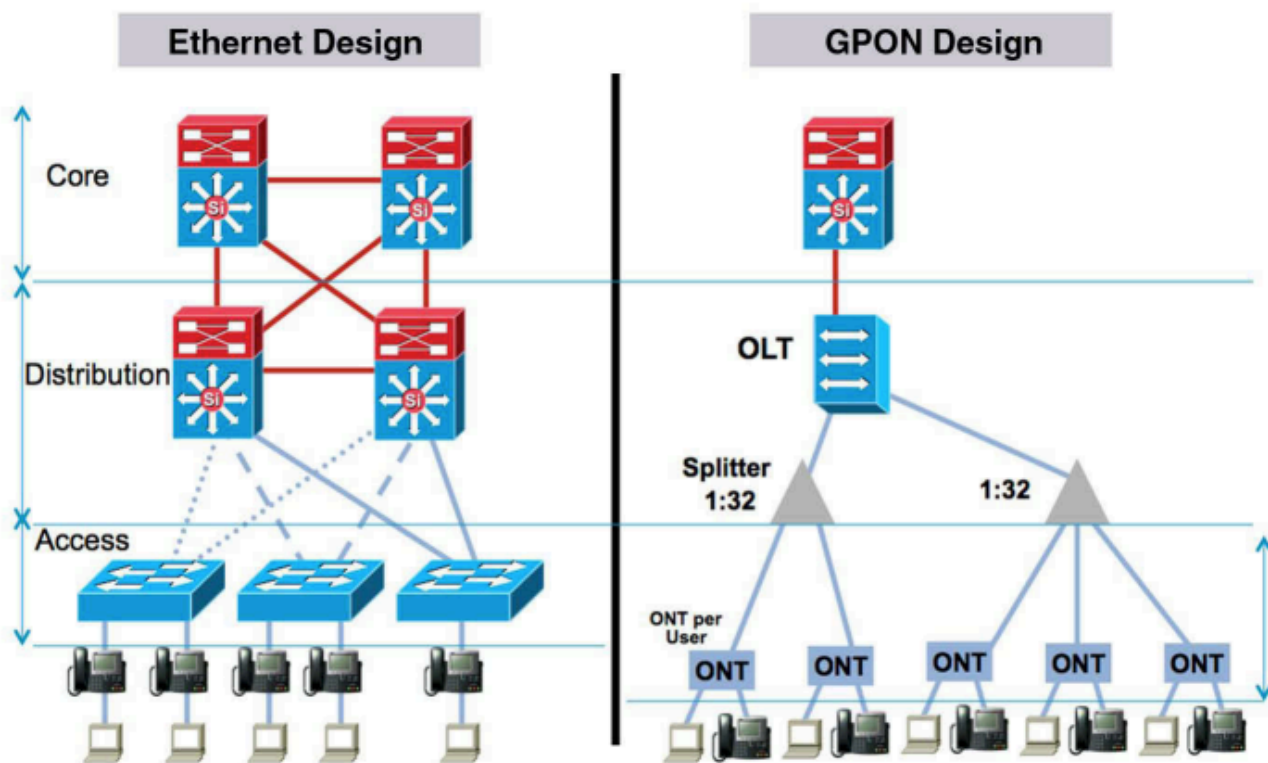 Ethernet Design
GPON Design
Core
Si
Si
Si
Distribution
Si
Si
OLT
Splitter
1:32
1:32
Access
ONT per
User
ONT
ONT
ONT
ONT
ONT